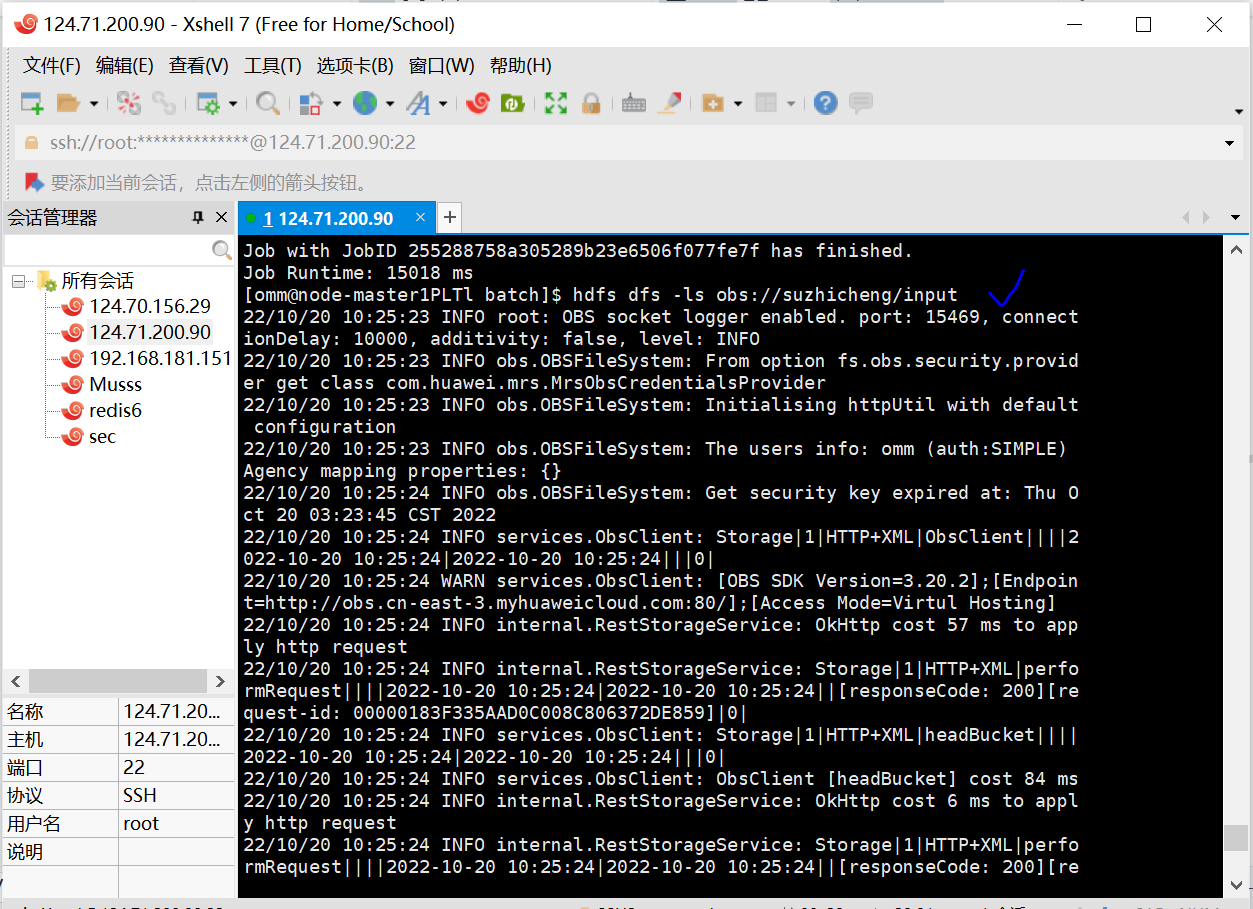 124.71.200.90 - Xshell 7 (Free for Home/School)
文件(F) 编辑(E) 查看(V) 工具(T) 选项卡(B) 窗口(W) 帮助(H)
ssh://root:**************@124.71.200.90:22
要添加当前会话，点击左侧的箭头按钮。
会话管理器
1 124.71.200.90
所有会话
124.70.156.29
124.71.200.90
192.168.181.151
Musss
redis6
sec
名称 124.71.20...
主机 124.71.20...
端口 22
协议 SSH
用户名 root
说明
Job with JobID 255288758a305289b23e6506f077fe7f has finished.
Job Runtime: 15018 ms
[omm@node-master1PLTl batch]$ hdfs dfs -ls obs://suzhicheng/input
22/10/20 10:25:23 INFO root: OBS socket logger enabled. port: 15469, connect
ionDelay: 10000, additivity: false, level: INFO
22/10/20 10:25:23 INFO obs.OBSFileSystem: From option fs.obs.security.provid
er get class com.huawei.mrs.MrsObsCredentialsProvider
22/10/20 10:25:23 INFO obs.OBSFileSystem: Initialising httpUtil with default
configuration
22/10/20 10:25:23 INFO obs.OBSFileSystem: The users info: omm (auth:SIMPLE)
Agency mapping properties: {}
22/10/20 10:25:24 INFO obs.OBSFileSystem: Get security key expired at: Thu O
ct 20 03:23:45 CST 2022
22/10/20 10:25:24 INFO services.ObsClient: Storage|1|HTTP+XML|ObsClient||||2
022-10-20 10:25:24|2022-10-20 10:25:24|||0|
22/10/20 10:25:24 WARN services.ObsClient: [OBS SDK Version=3.20.2];[Endpoin
t=http://obs.cn-east-3.myhuaweicloud.com:80/];[Access Mode=Virtul Hosting]
22/10/20 10:25:24 INFO internal.RestStorageService: OkHttp cost 57 ms to app
ly http request
22/10/20 10:25:24 INFO internal.RestStorageService: Storage|1|HTTP+XML|perfo
rmRequest||||2022-10-20 10:25:24|2022-10-20 10:25:24||[responseCode: 200][re
quest-id: 00000183F335AAD0C008C806372DE859]|0|
22/10/20 10:25:24 INFO services.ObsClient: Storage|1|HTTP+XML|headBucket||||
2022-10-20 10:25:24|2022-10-20 10:25:24|||0|
22/10/20 10:25:24 INFO services.ObsClient: ObsClient [headBucket] cost 84 ms
22/10/20 10:25:24 INFO internal.RestStorageService: OkHttp cost 6 ms to appl
y http request
22/10/20 10:25:24 INFO internal.RestStorageService: Storage|1|HTTP+XML|perfo
rmRequest||||2022-10-20 10:25:24|2022-10-20 10:25:24||[responseCode: 200][re